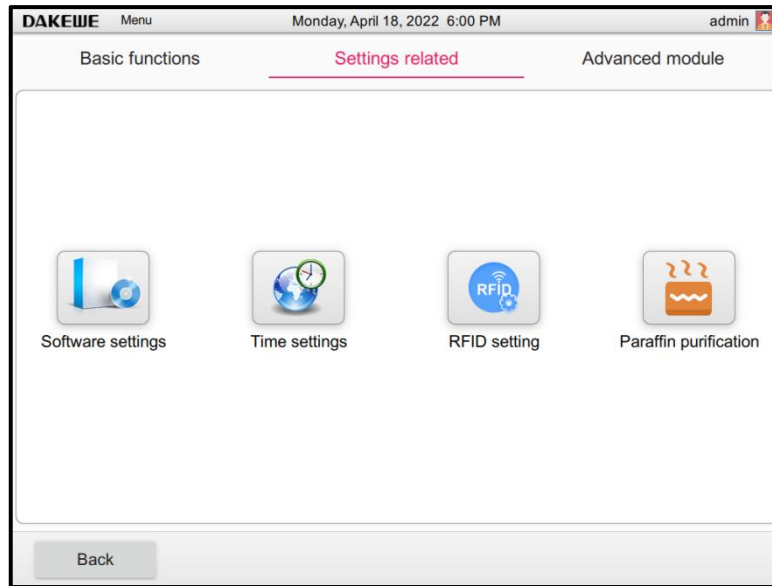 DAKEWE Menu Monday, April 18, 2022 6:00 PM admin
Basic functions Settings related Advanced module
RFID
Software settings Time settings RFID setting Paraffin purification
Back